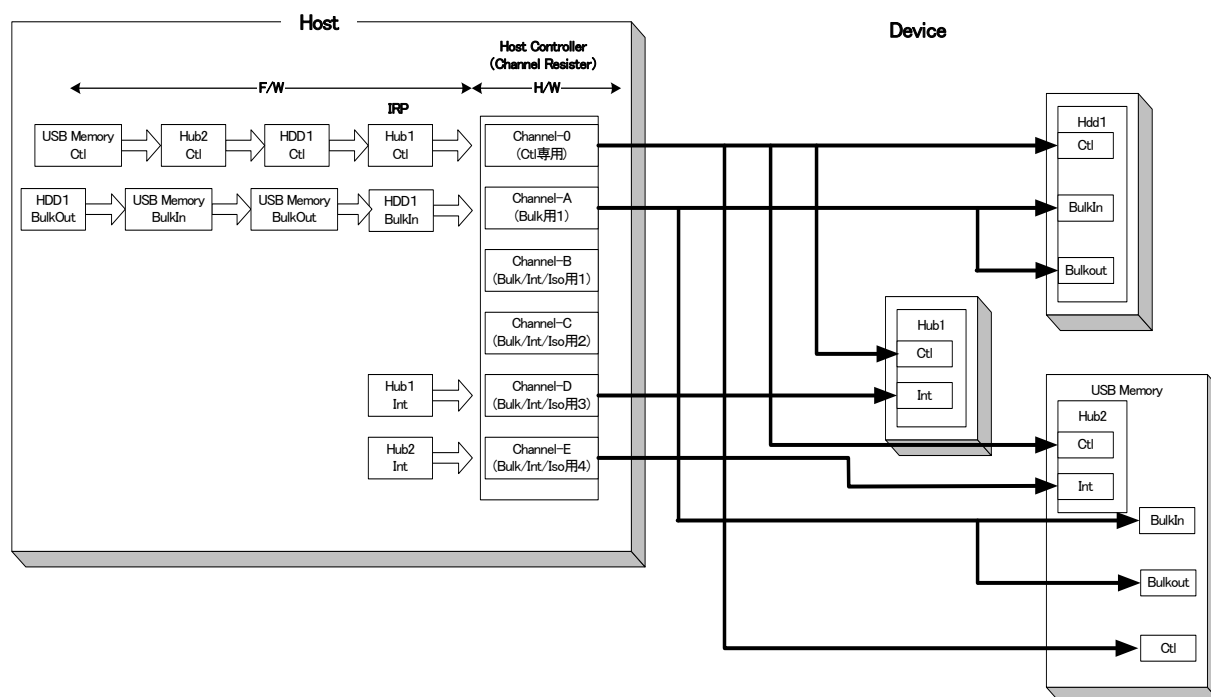 Host
Device
Host Controller
(Channel Resister)
F/W
H/W
IRP
USB Memory
Ctl
Hub2
Ctl
HDD1
Ctl
Hub1
Ctl
Channel-0
(Ctl専用)
HDD1
BulkOut
USB Memory
BulkIn
USB Memory
BulkOut
HDD1
BulkIn
Channel-A
(Bulk用1)
Channel-B
(Bulk/Int/Iso用1)
Channel-C
(Bulk/Int/Iso用2)
Hub1
Int
Channel-D
(Bulk/Int/Iso用3)
Hub2
Int
Channel-E
(Bulk/Int/Iso用4)
Hdd1
Ctl
BulkIn
Bulkout
Hub1
Ctl
Int
USB Memory
Hub2
Ctl
Int
BulkIn
Bulkout
Ctl